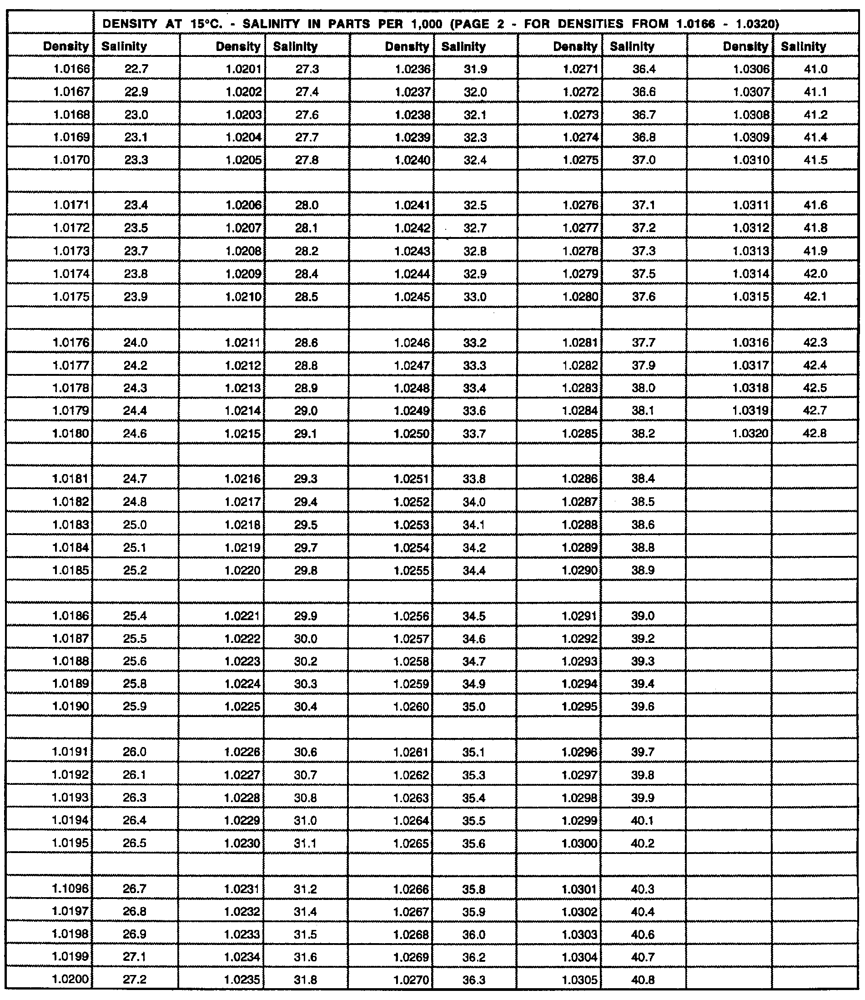 DENSITY AT 15°C. - SALINITY IN PARTS PER 1,000 (PAGE 2 - FOR DENSITIES FROM 1.0166 - 1.0320)
Density Salinity Density Salinity Density Salinity Density Salinity Density Salinity
1.0166 22.7 1.0201 27.3 1.0236 31.9 1.0271 36.4 1.0306 41.0
1.0167 22.9 1.0202 27.4 1.0237 32.0 1.0272 36.6 1.0307 41.1
1.0168 23.0 1.0203 27.6 1.0238 32.1 1.0273 36.7 1.0308 41.2
1.0169 23.1 1.0204 27.7 1.0239 32.3 1.0274 36.8 1.0309 41.4
1.0170 23.3 1.0205 27.8 1.0240 32.4 1.0275 37.0 1.0310 41.5
1.0171 23.4 1.0206 28.0 1.0241 32.5 1.0276 37.1 1.0311 41.6
1.0172 23.5 1.0207 28.1 1.0242 32.7 1.0277 37.2 1.0312 41.8
1.0173 23.7 1.0208 28.2 1.0243 32.8 1.0278 37.3 1.0313 41.9
1.0174 23.8 1.0209 28.4 1.0244 32.9 1.0279 37.5 1.0314 42.0
1.0175 23.9 1.0210 28.5 1.0245 33.0 1.0280 37.6 1.0315 42.1
1.0176 24.0 1.0211 28.6 1.0246 33.2 1.0281 37.7 1.0316 42.3
1.0177 24.2 1.0212 28.8 1.0247 33.3 1.0282 37.9 1.0317 42.4
1.0178 24.3 1.0213 28.9 1.0248 33.4 1.0283 38.0 1.0318 42.5
1.0179 24.4 1.0214 29.0 1.0249 33.6 1.0284 38.1 1.0319 42.7
1.0180 24.6 1.0215 29.1 1.0250 33.7 1.0285 38.2 1.0320 42.8
1.0181 24.7 1.0216 29.3 1.0251 33.8 1.0286 38.4
1.0182 24.8 1.0217 29.4 1.0252 34.0 1.0287 38.5
1.0183 25.0 1.0218 29.5 1.0253 34.1 1.0288 38.6
1.0184 25.1 1.0219 29.7 1.0254 34.2 1.0289 38.8
1.0185 25.2 1.0220 29.8 1.0255 34.4 1.0290 38.9
1.0186 25.4 1.0221 29.9 1.0256 34.5 1.0291 39.0
1.0187 25.5 1.0222 30.0 1.0257 34.6 1.0292 39.2
1.0188 25.6 1.0223 30.2 1.0258 34.7 1.0293 39.3
1.0189 25.8 1.0224 30.3 1.0259 34.9 1.0294 39.4
1.0190 25.9 1.0225 30.4 1.0260 35.0 1.0295 39.6
1.0191 26.0 1.0226 30.6 1.0261 35.1 1.0296 39.7
1.0192 26.1 1.0227 30.7 1.0262 35.3 1.0297 39.8
1.0193 26.3 1.0228 30.8 1.0263 35.4 1.0298 39.9
1.0194 26.4 1.0229 31.0 1.0264 35.5 1.0299 40.1
1.0195 26.5 1.0230 31.1 1.0265 35.6 1.0300 40.2
1.1096 26.7 1.0231 31.2 1.0266 35.8 1.0301 40.3
1.0197 26.8 1.0232 31.4 1.0267 35.9 1.0302 40.4
1.0198 26.9 1.0233 31.5 1.0268 36.0 1.0303 40.6
1.0199 27.1 1.0234 31.6 1.0269 36.2 1.0304 40.7
1.0200 27.2 1.0235 31.8 1.0270 36.3 1.0305 40.8